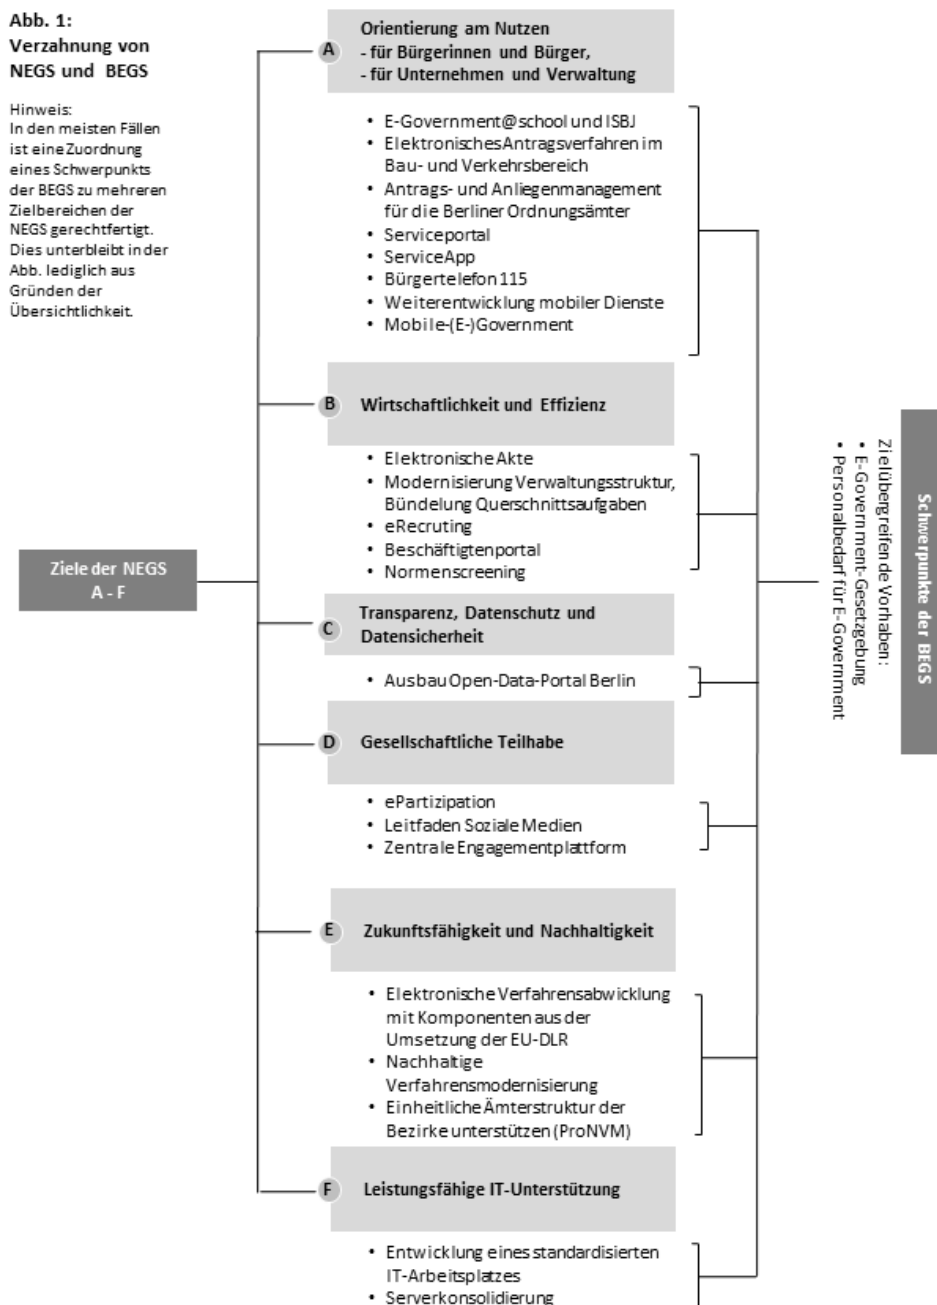 Abb. 1:
Verzahnung von
NEGS und BEGS
Hinweis:
In den meisten Fällen
ist eine Zuordnung
eines Schwerpunkts
der BEGS zu mehreren
Zielbereichen der
NEGS gerechtfertigt.
Dies unterbleibt in der
Abb. lediglich aus
Gründen der
Übersichtlichkeit.
Ziele der NEGS
A - F
A
Orientierung am Nutzen
- für Bürgerinnen und Bürger,
- für Unternehmen und Verwaltung
• E-Government@school und ISBJ
• Elektronisches Antragsverfahren im
Bau- und Verkehrsbereich
• Antrags- und Anliegenmanagement
für die Berliner Ordnungsämter
• Serviceportal
• ServiceApp
• Bürgertelefon 115
• Weiterentwicklung mobiler Dienste
• Mobile-(E-)Government
B
Wirtschaftlichkeit und Effizienz
• Elektronische Akte
• Modernisierung Verwaltungsstruktur,
Bündelung Querschnittsaufgaben
• eRecruting
• Beschäftigtenportal
• Normenscreening
C
Transparenz, Datenschutz und
Datensicherheit
• Ausbau Open-Data-Portal Berlin
D
Gesellschaftliche Teilhabe
• ePartizipation
• Leitfaden Soziale Medien
• Zentrale Engagementplattform
E
Zukunftsfähigkeit und Nachhaltigkeit
• Elektronische Verfahrensabwicklung
mit Komponenten aus der
Umsetzung der EU-DLR
• Nachhaltige
Verfahrensmodernisierung
• Einheitliche Ämterstruktur der
Bezirke unterstützen (ProNVM)
F
Leistungsfähige IT-Unterstützung
• Entwicklung eines standardisierten
IT-Arbeitsplatzes
• Serverkonsolidierung
Schwerpunkte der BEGS
Zielübergreifende Vorhaben:
• E-Government-Gesetzgebung
• Personalbedarf für E-Government